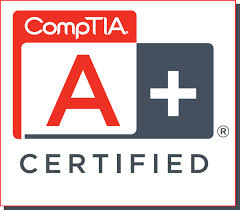 CompTIA.
A+
®
CERTIFIED